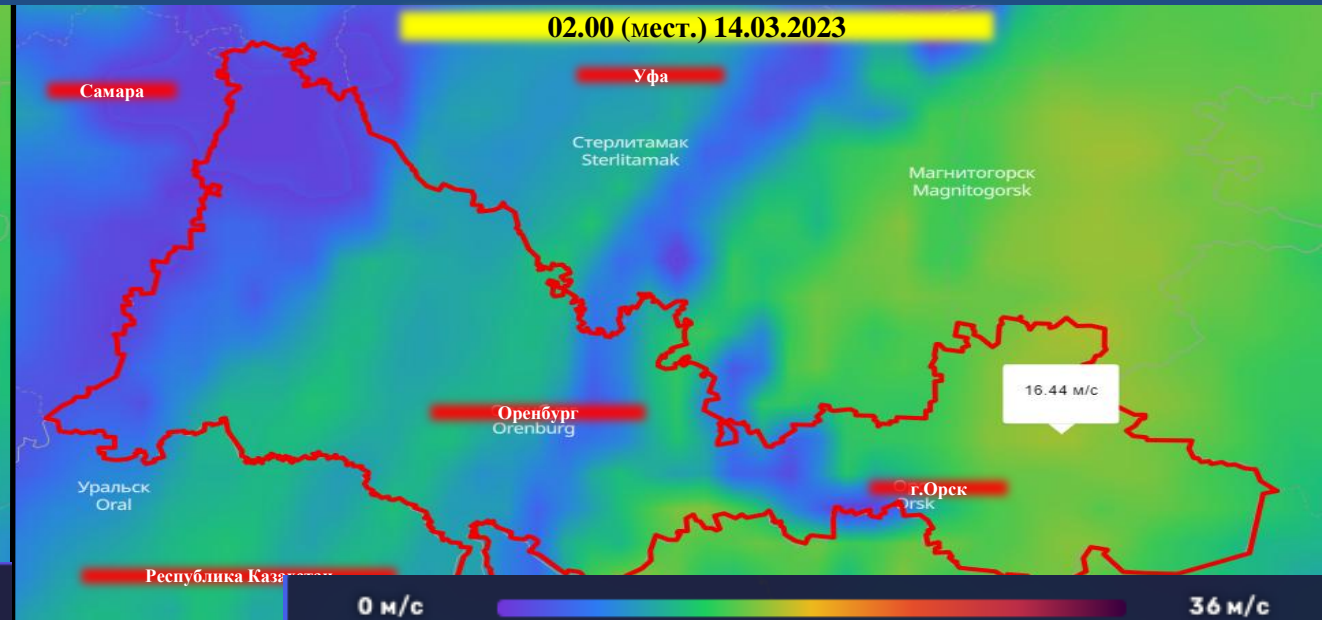 02.00 (мест.) 14.03.2023
Самара
Уфа
Стерлитамак
Sterlitamak
Магнитогорск
Magnitogorsk
16.44 м/с
Оренбург
Orenburg
Уральск
Oral
г.Орск
Orsk
Республика
0 м/с
36 м/с